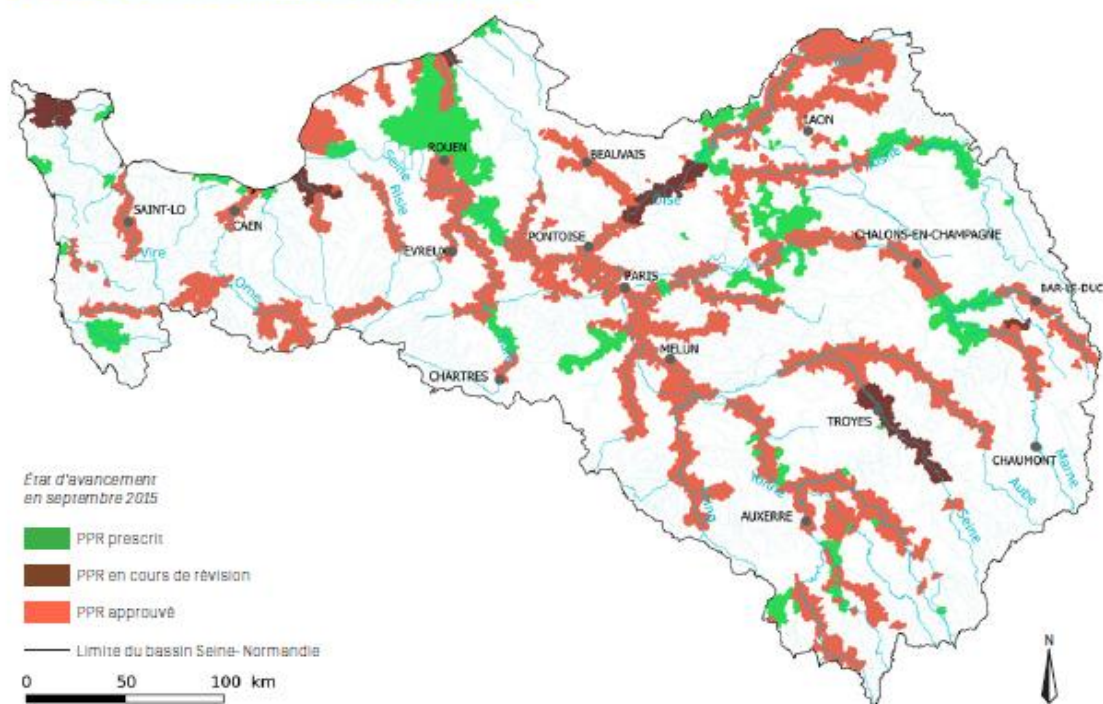 ROUEN
BEAUVAIS
LAON
Oise
Aisne
Seine
Risle
SAINT-LO
CAEN
Vire
Orne
EVREUX
PONTOISE
PARIS
CHALONS-EN-CHAMPAGNE
BAR-LE-DUC
MELUN
CHARTRES
TROYES
CHAUMONT
Marne
Aube
Seine
Yonne
AUXERRE
État d'avancement
en septembre 2015
PPR prescrit
PPR en cours de révision
PPR approuvé
Limite du bassin Seine-Normandie
0 50 100 km
N